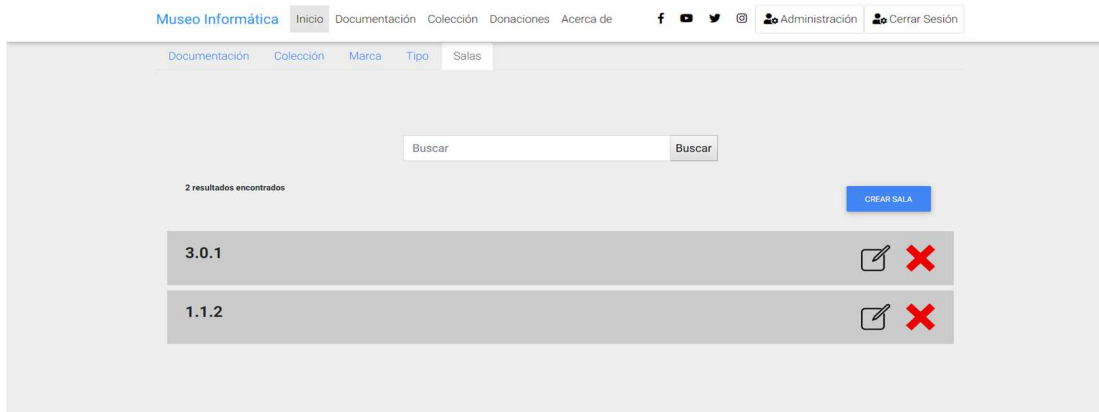 Museo Informática Inicio Documentación Colección Donaciones Acerca de Administración Cerrar Sesión
Documentación Colección Marca Tipo Salas
Buscar Buscar
2 resultados encontrados
CREAR SALA
3.0.1
1.1.2